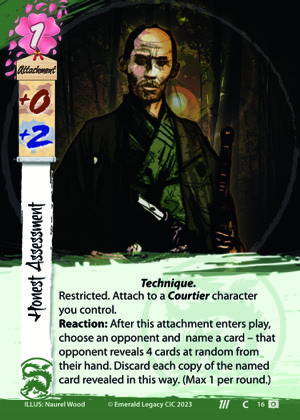 1
Attachment
+0
+2
Honest Assessment
Technique.
Restricted. Attach to a Courtier character
you control.
Reaction: After this attachment enters play,
choose an opponent and name a card – that
opponent reveals 4 cards at random from
their hand. Discard each copy of the named
card revealed in this way. (Max 1 per round.)
ILLUS: Naurel Wood © Emerald Legacy CIC 2023 C 16